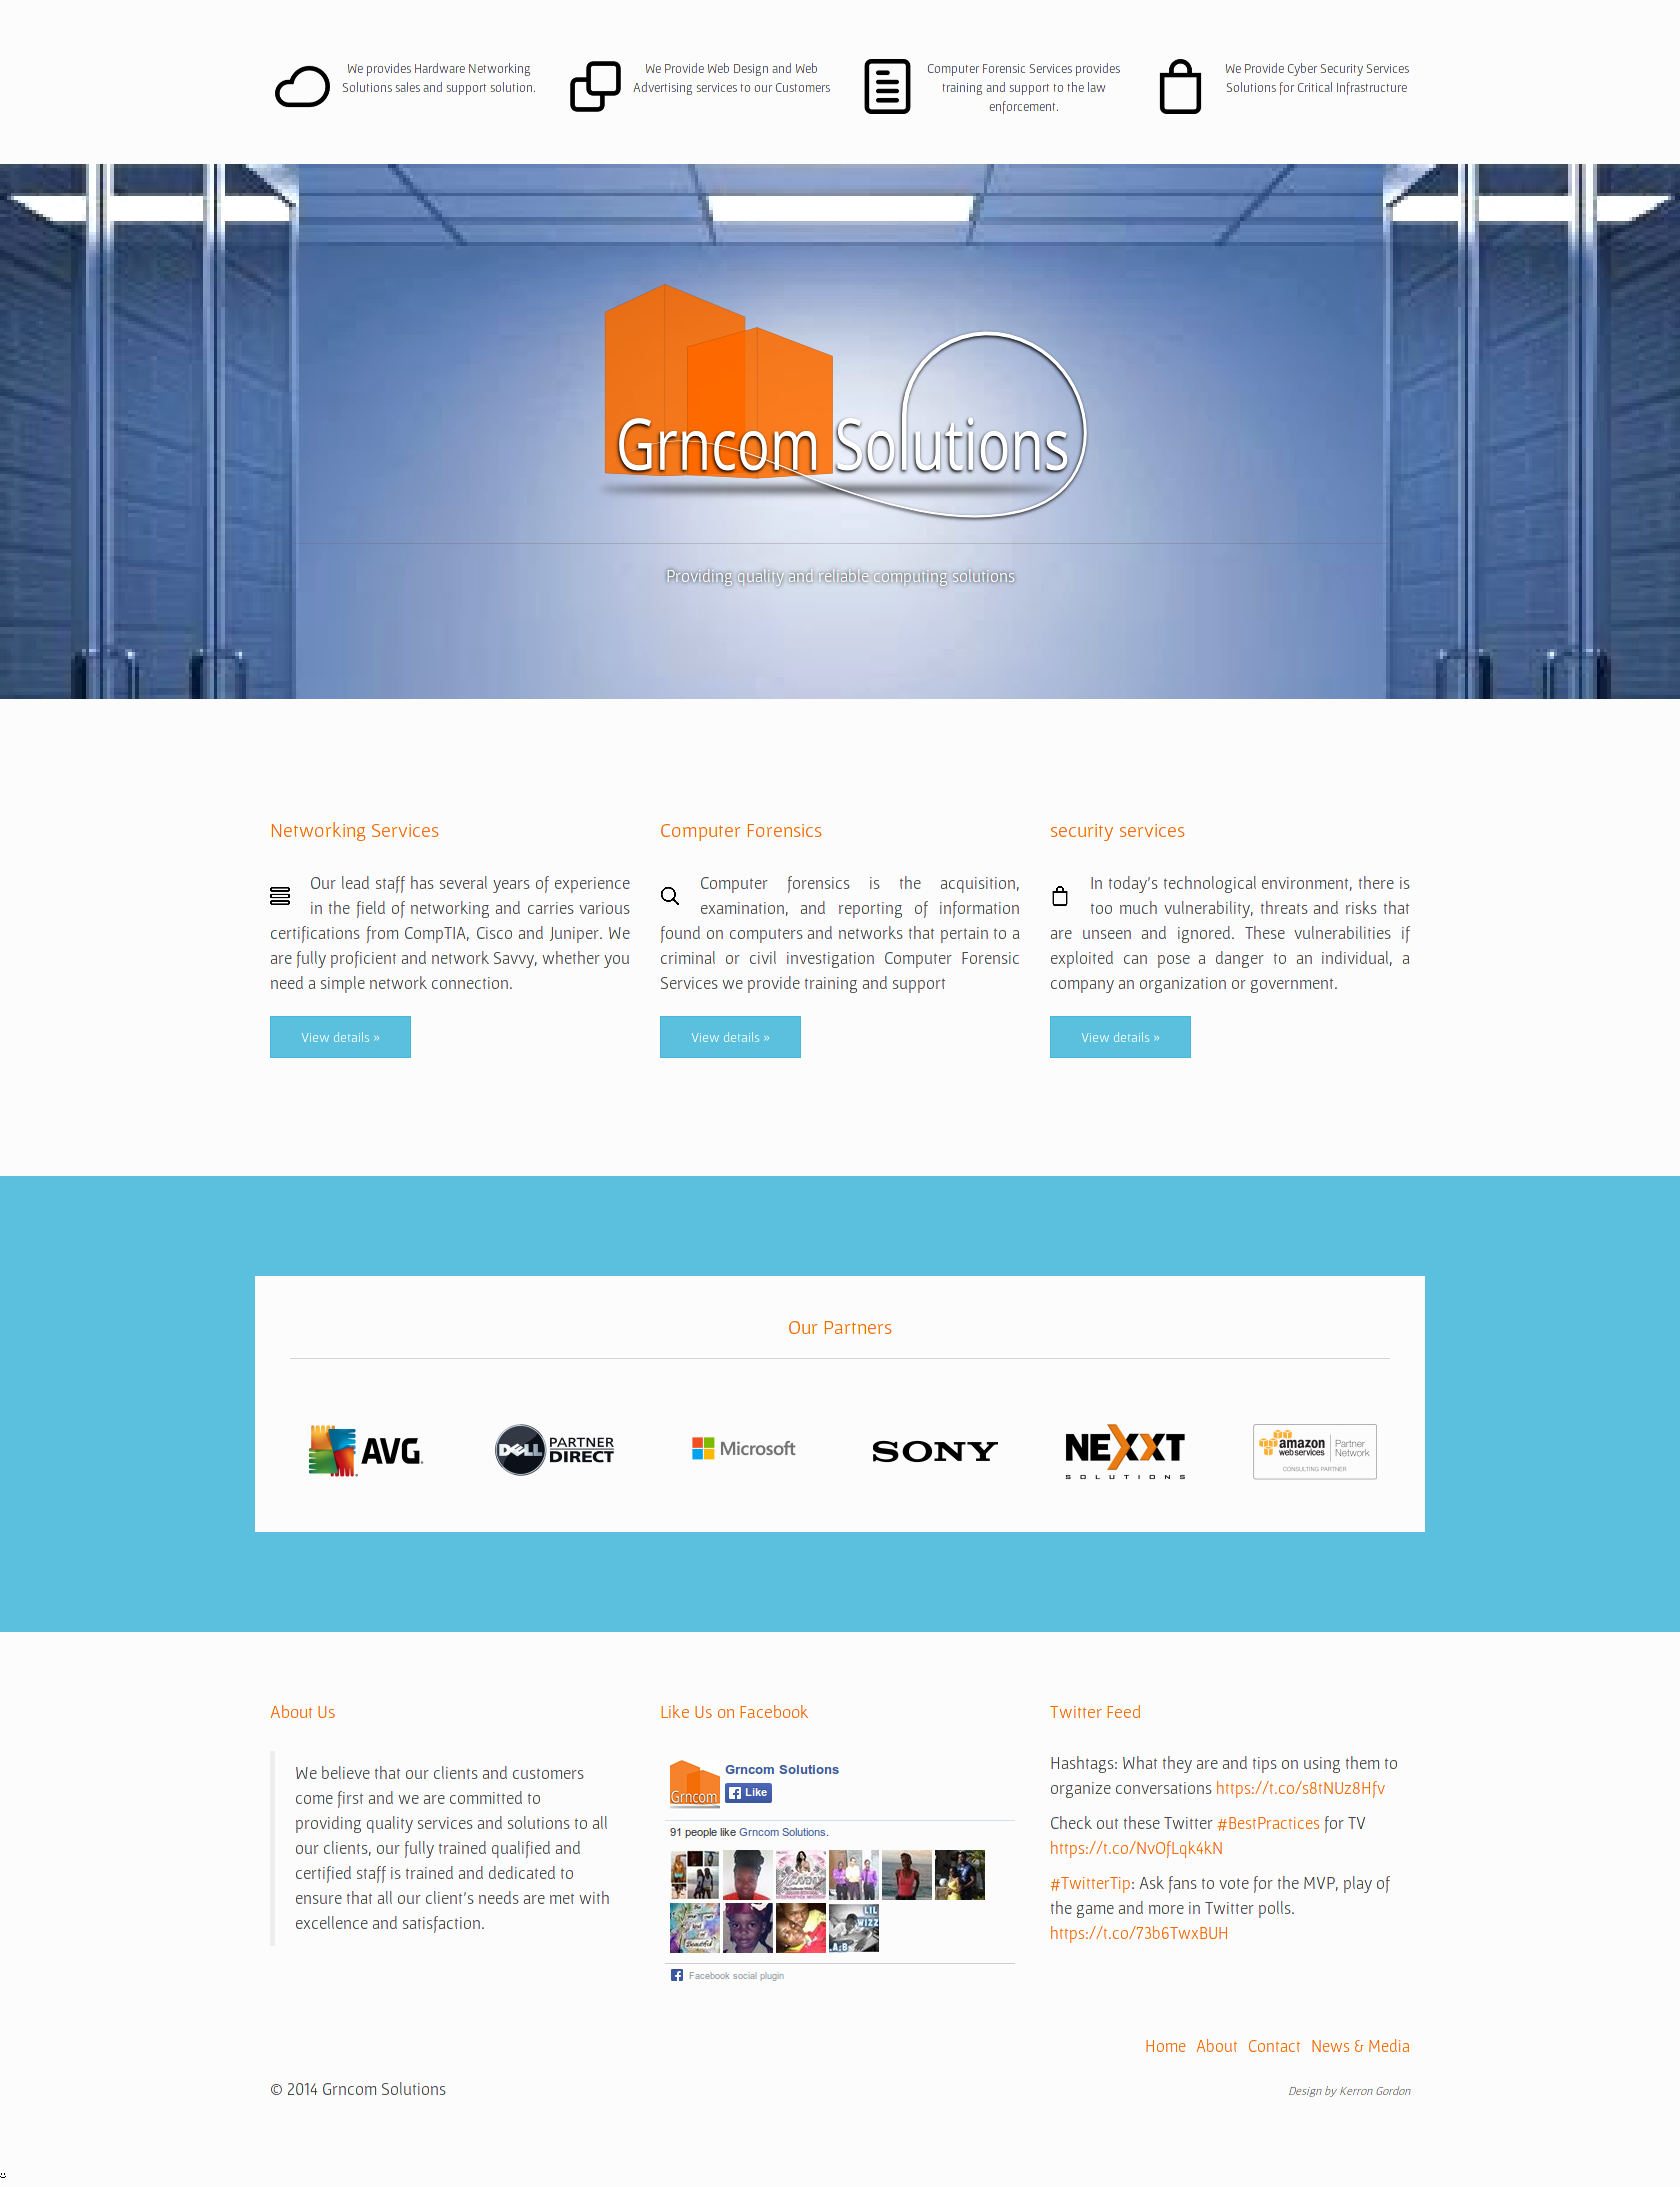 We provides Hardware Networking
Solutions sales and support solution.
We Provide Web Design and Web
Advertising services to our Customers
Computer Forensic Services provides
training and support to the law
enforcement.
We Provide Cyber Security Services
Solutions for Critical Infrastructure
Grncom Solutions
Providing quality and reliable computing solutions
Networking Services
Our lead staff has several years of experience
in the field of networking and carries various
certifications from CompTIA, Cisco and Juniper. We
are fully proficient and network Savvy, whether you
need a simple network connection.
View details »
Computer Forensics
Computer forensics is the acquisition,
examination, and reporting of information
found on computers and networks that pertain to a
criminal or civil investigation Computer Forensic
Services we provide training and support
View details »
security services
In today's technological environment, there is
too much vulnerability, threats and risks that
are unseen and ignored. These vulnerabilities if
exploited can pose a danger to an individual, a
company an organization or government.
View details »
Our Partners
AVG
DELL PARTNER
DIRECT
Microsoft
SONY
NEXXT
SOLUTIONS
amazon
webservices
Partner
Network
CONSULTING PARTNER
About Us
We believe that our clients and customers
come first and we are committed to
providing quality services and solutions to all
our clients, our fully trained qualified and
certified staff is trained and dedicated to
ensure that all our client's needs are met with
excellence and satisfaction.
Like Us on Facebook
Grncom
Grncom Solutions
Like
91 people like Grncom Solutions.
LIL
WIZZ
Beautiful
Facebook social plugin
Twitter Feed
Hashtags: What they are and tips on using them to
organize conversations https://t.co/s8tNUz8Hfv
Check out these Twitter #BestPractices for TV
https://t.co/NvOfLqk4kN
#TwitterTip: Ask fans to vote for the MVP, play of
the game and more in Twitter polls.
https://t.co/73b6TwxBUH
Home About Contact News & Media
© 2014 Grncom Solutions
Design by Kerron Gordon